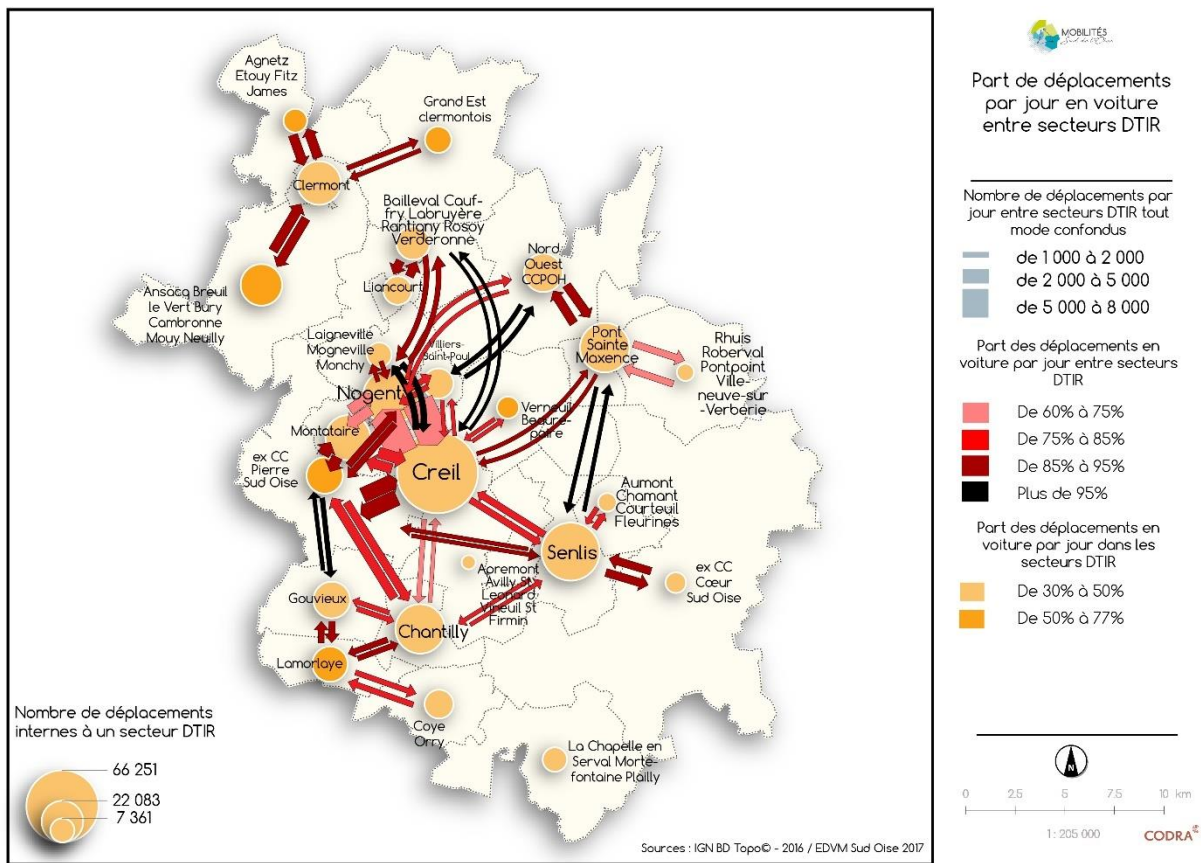 Agnetz
Etouy Fitz
James
Grand Est
clermontois
Clermont
Bailleval Cauf-
fry Labruyère
Rantigny Rosoy
Verderonne
Nord
Ouest
CCPOH
Liancourt
Ansacq Breuil
le Vert Bury
Cambronne
Mouy Neuilly
Laigneville
Mogneville
Monchy
Villiers-
Saint-Paul
Pont
Sainte
Maxence
Rhuis
Roberval
Pontpoint
Ville-
neuve-sur
-Verberie
Nogent
Montataire
Verneuil
Beaure-
paire
ex CC
Pierre
Sud Oise
Creil
Aumont
Chamant
Courteuil
Fleurines
Senlis
ex CC
Cœur
Sud Oise
Apremont
Avilly St
Leonard
Vineuil St
Firmin
Gouvieux
Chantilly
Lamorlaye
Coye
Orry
La Chapelle en
Serval Morte-
fontaine Plailly
Nombre de déplacements
internes à un secteur DTIR
66 251
22 083
7 361
Sources : IGN BD Topo© - 2016 / EDVM Sud Oise 2017
MOBILITÉS
Sud de l'Oise
Part de déplacements
par jour en voiture
entre secteurs DTIR
Nombre de déplacements par
jour entre secteurs DTIR tout
mode confondus
de 1 000 à 2 000
de 2 000 à 5 000
de 5 000 à 8 000
Part des déplacements en
voiture par jour entre secteurs
DTIR
De 60% à 75%
De 75% à 85%
De 85% à 95%
Plus de 95%
Part des déplacements en
voiture par jour dans les
secteurs DTIR
De 30% à 50%
De 50% à 77%
N
0 2.5 5 7.5 10 km
1 : 205 000
CODRA